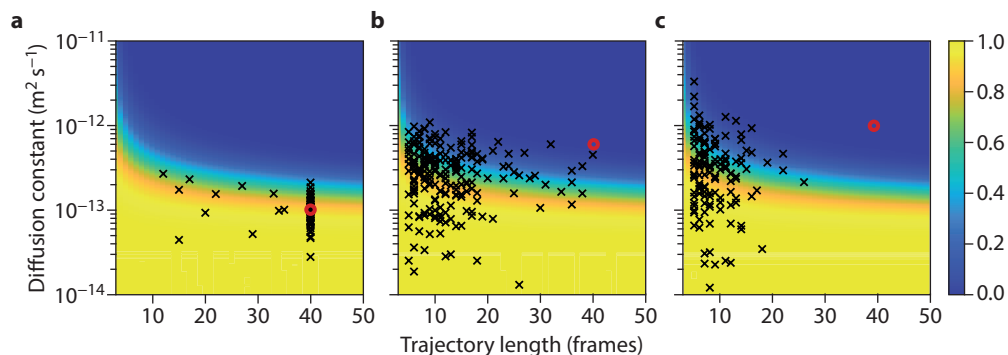 a b c
10⁻¹¹ 1.0
10⁻¹² 0.8
0.6
10⁻¹³ 0.4
0.2
10⁻¹⁴ 0.0
Diffusion constant (m² s⁻¹)
10 20 30 40 50 10 20 30 40 50 10 20 30 40 50
Trajectory length (frames)